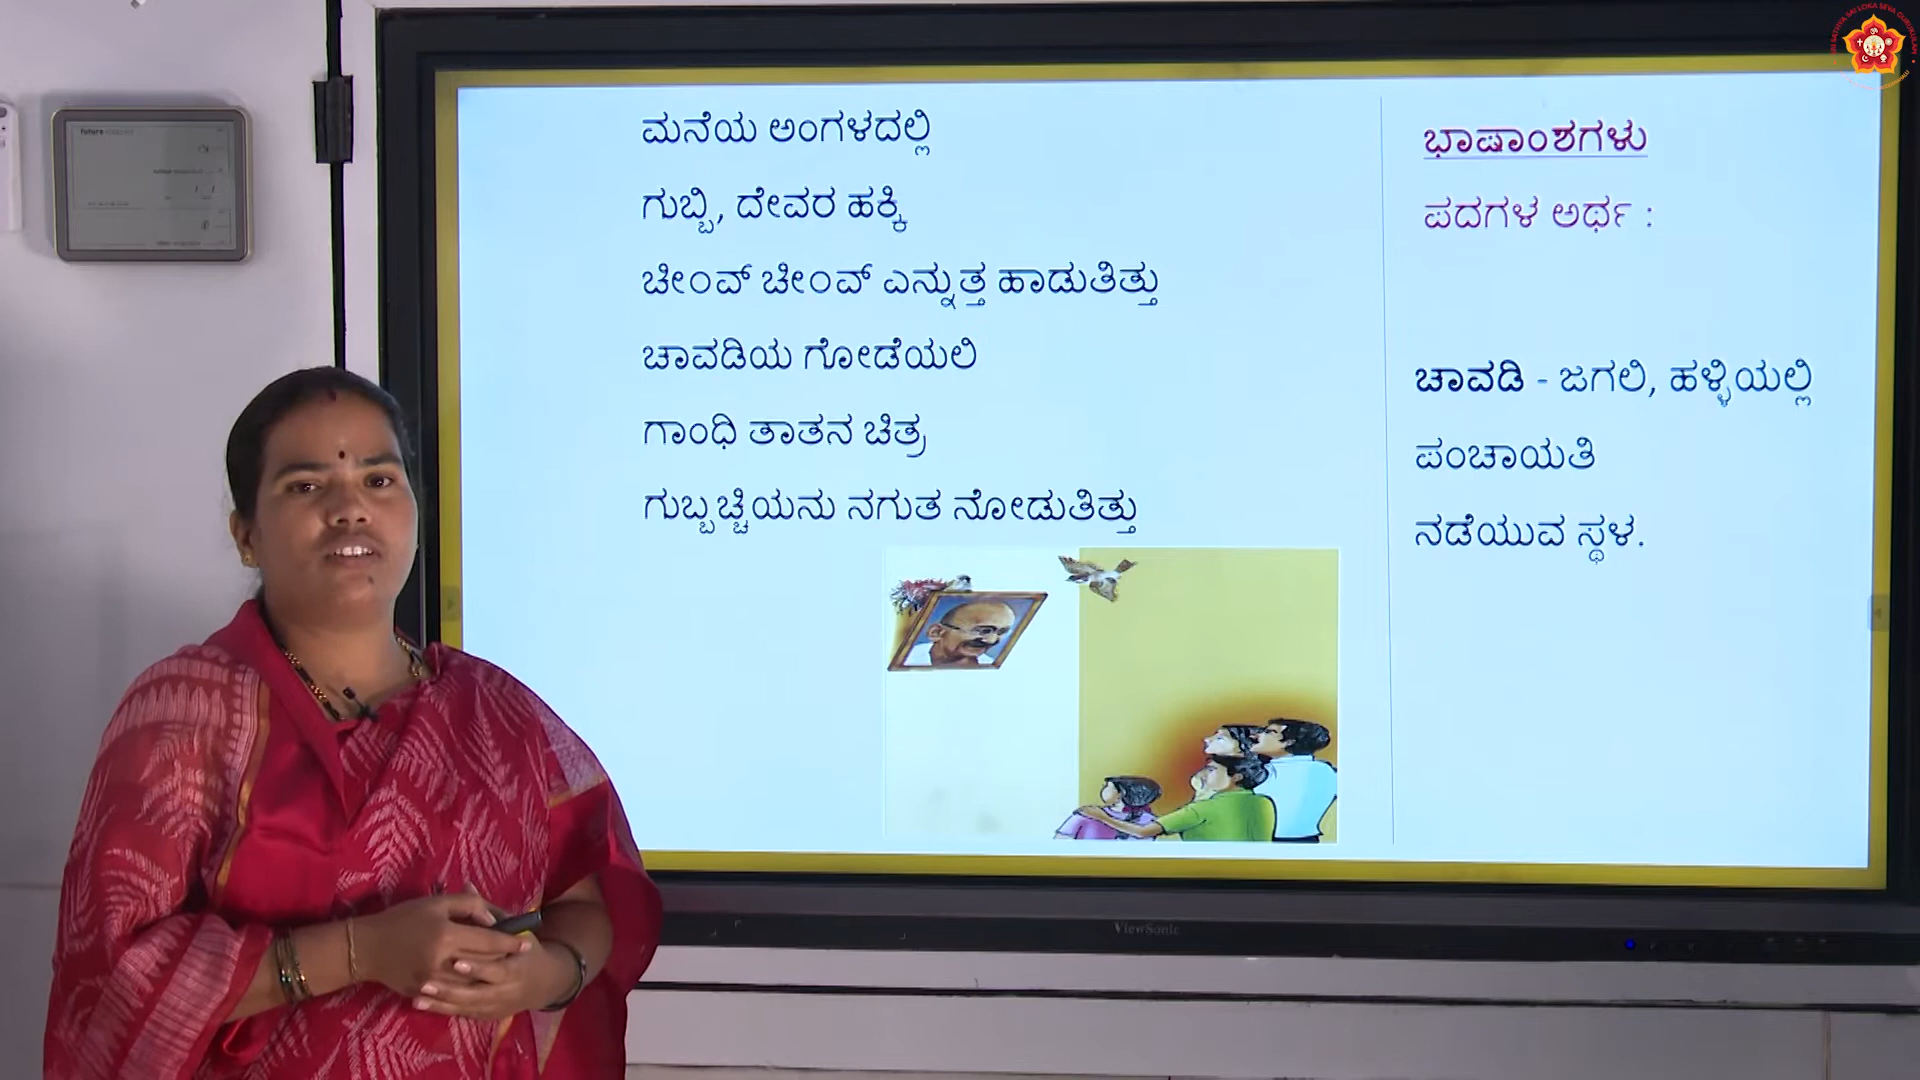 ಮನೆಯ ಅಂಗಳದಲ್ಲಿ
ಗುಬ್ಬಿ, ದೇವರ ಹಕ್ಕಿ
ಚೀಂವ್ ಚೀಂವ್ ಎನ್ನುತ್ತ ಹಾಡುತಿತ್ತು
ಚಾವಡಿಯ ಗೋಡೆಯಲಿ
ಗಾಂಧಿ ತಾತನ ಚಿತ್ರ
ಗುಬ್ಬಚ್ಚಿಯನು ನಗುತ ನೋಡುತಿತ್ತು
ಭಾಷಾಂಶಗಳು
ಪದಗಳ ಅರ್ಥ :
ಚಾವಡಿ - ಜಗಲಿ, ಹಳ್ಳಿಯಲ್ಲಿ
ಪಂಚಾಯತಿ
ನಡೆಯುವ ಸ್ಥಳ.
ViewSonic